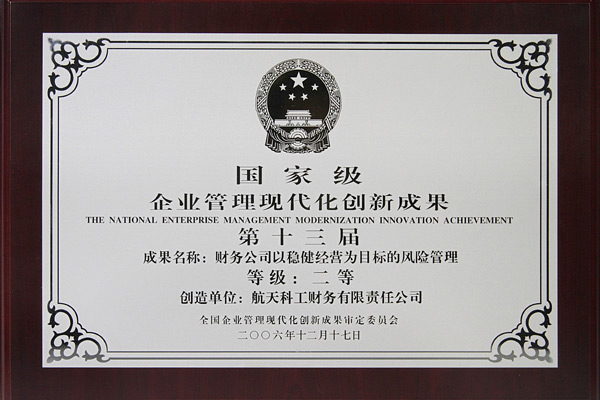 国家级
企业管理现代化创新成果
THE NATIONAL ENTERPRISE MANAGEMENT MODERNIZATION INNOVATION ACHIEVEMENT
第十三届
成果名称：财务公司以稳健经营为目标的风险管理
等级：二等
创造单位：航天科工财务有限责任公司
全国企业管理现代化创新成果审定委员会
二〇〇六年十二月十七日